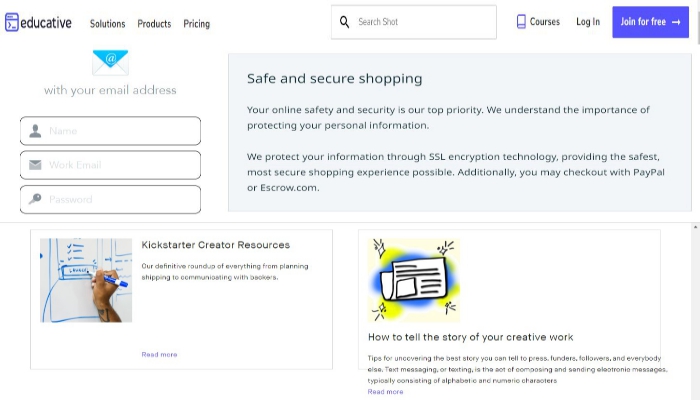 educative
Solutions
Products
Pricing
Search Shot
Courses
Log In
Join for free →
@
with your email address
Name
Work Email
Password
Safe and secure shopping
Your online safety and security is our top priority. We understand the importance of
protecting your personal information.
We protect your information through SSL encryption technology, providing the safest,
most secure shopping experience possible. Additionally, you may checkout with PayPal
or Escrow.com.
Kickstarter Creator Resources
Our definitive roundup of everything from planning
shipping to communicating with backers.
Read more
How to tell the story of your creative work
Tips for uncovering the best story you can tell to press, funders, followers, and everybody
else. Text messaging, or texting, is the act of composing and sending electronic messages,
typically consisting of alphabetic and numeric characters
Read more